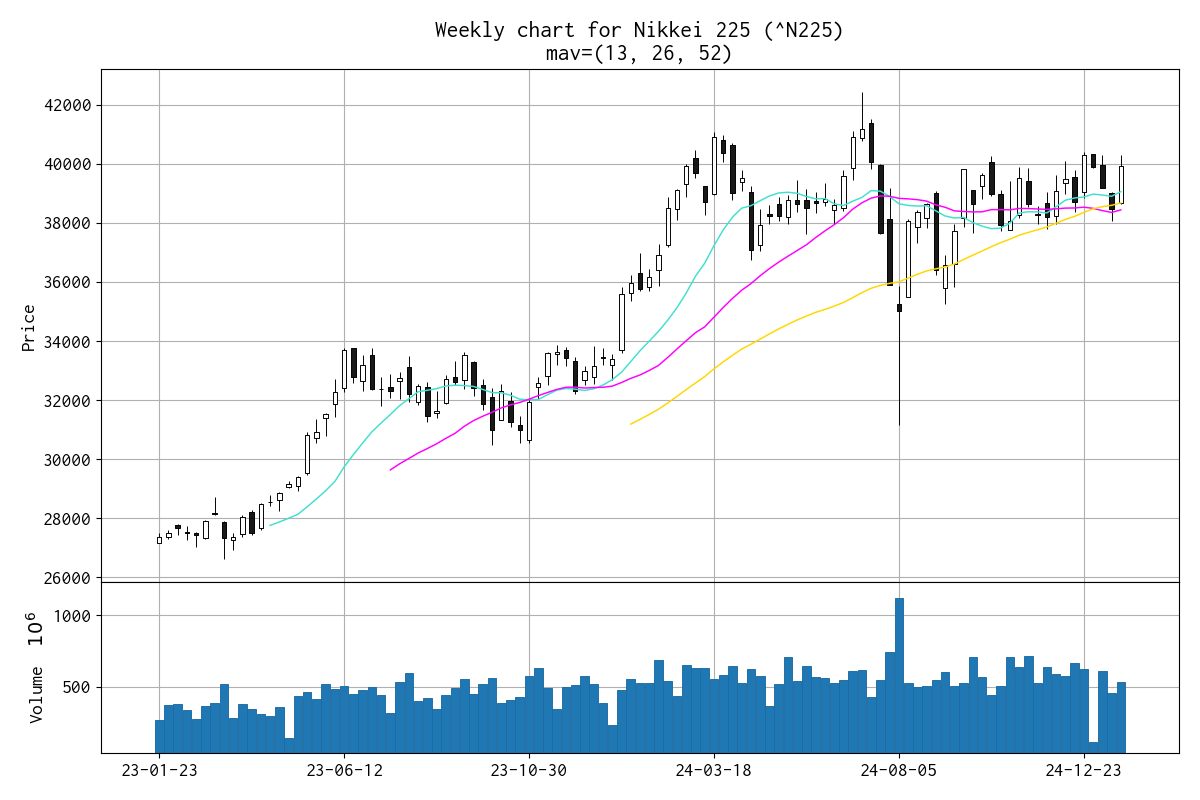 Weekly chart for Nikkei 225 (^N225)
mav=(13, 26, 52)
Price
42000
40000
38000
36000
34000
32000
30000
28000
26000
Volume 10⁶
1000
500
23-01-23 23-06-12 23-10-30 24-03-18 24-08-05 24-12-23